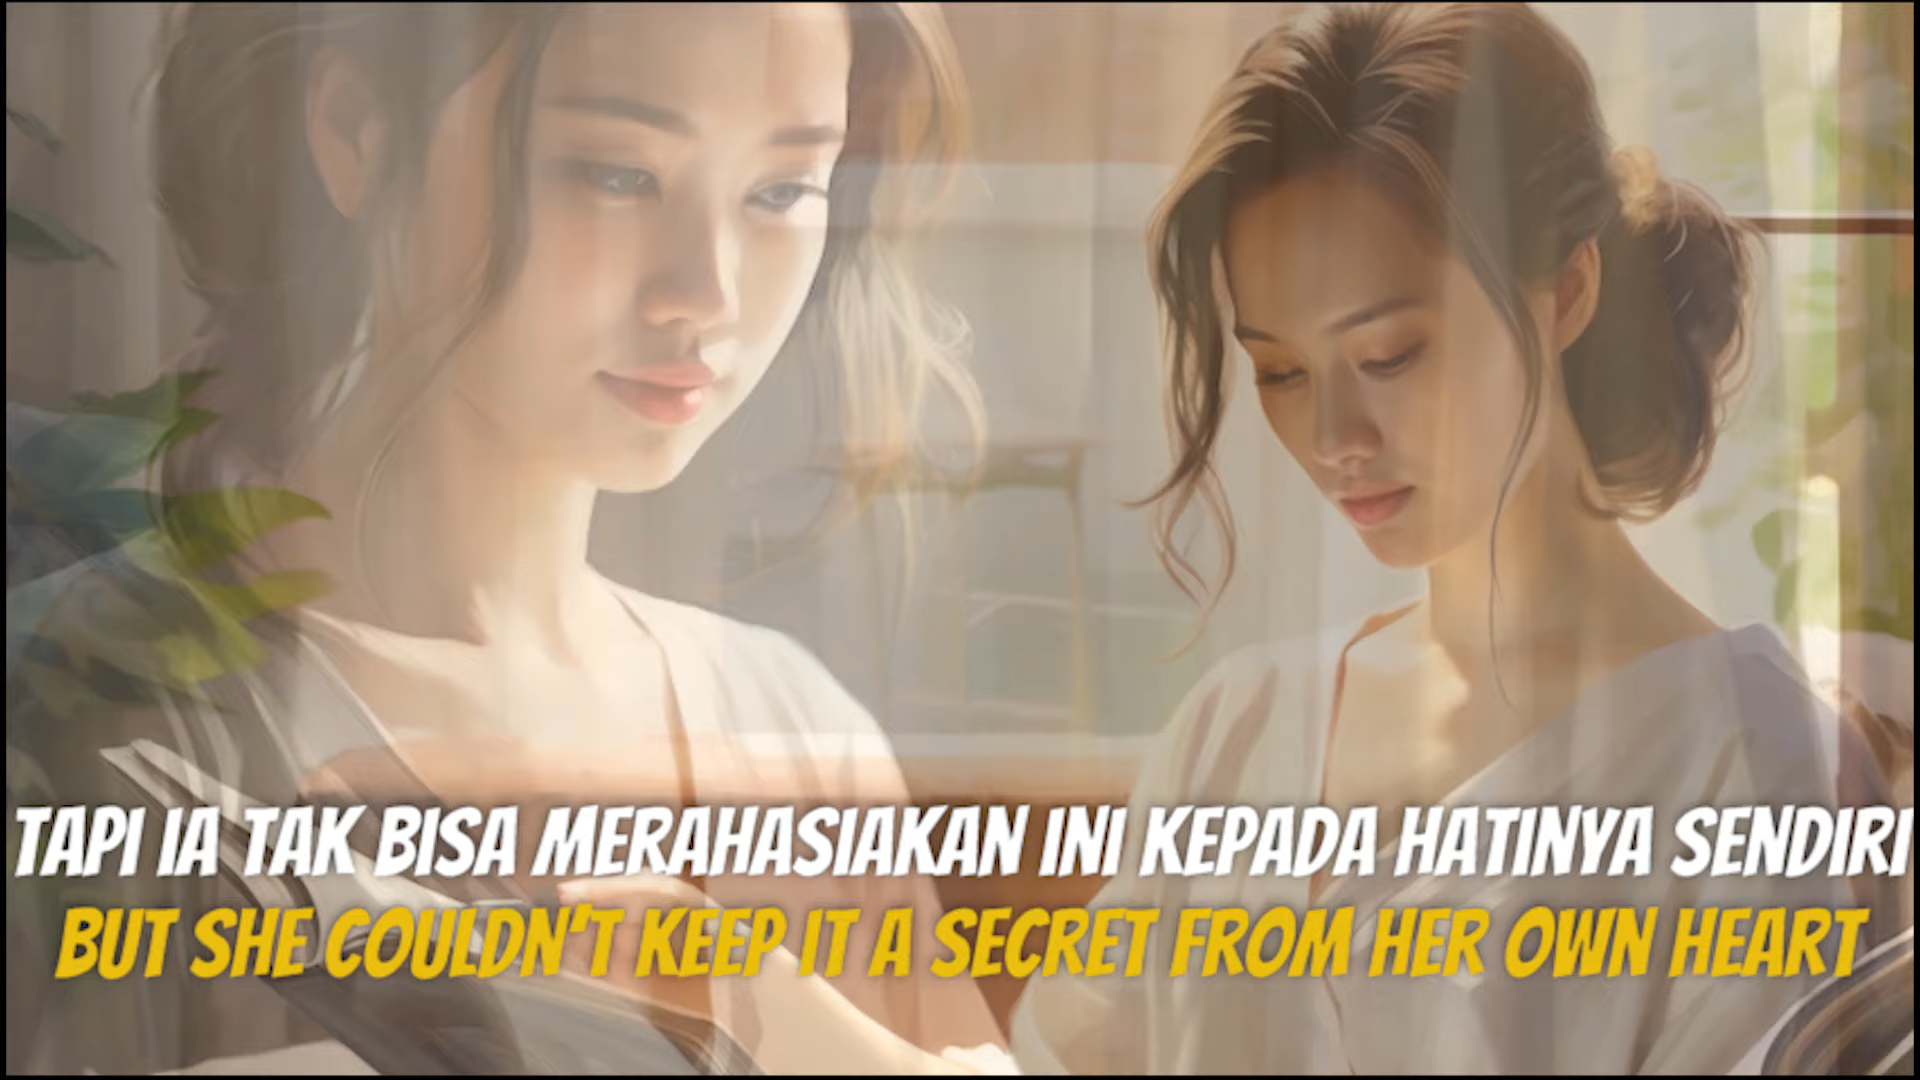 TAPI IA TAK BISA MERAHASIAKAN INI KEPADA HATINYA SENDIRI
BUT SHE COULDN'T KEEP IT A SECRET FROM HER OWN HEART